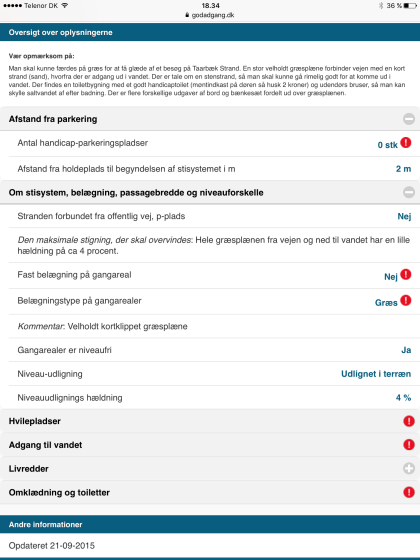 Telenor DK
18.34
36 %
godadgang.dk
Oversigt over oplysningerne
Vær opmærksom på:
Man skal kunne færdes på græs for at få glæde af et besøg på Taarbæk Strand. En stor velholdt græsplæne forbinder vejen med en kort
strand (sand), hvorfra der er adgang ud i vandet. Der er tale om en stenstrand, så man skal kunne gå rimelig godt for at komme ud i
vandet. Der findes en toiletbygning med et godt handicaptoilet (møntindkast på døren så husk 2 kroner) og udendørs bruser, så man kan
skylle saltvandet af efter badning. Der er flere forskellige udgaver af bord og bænkesæt fordelt ud over græsplænen.
Afstand fra parkering
Antal handicap-parkeringspladser 0 stk
Afstand fra holdeplads til begyndelsen af stisystemet i m 2 m
Om stisystem, belægning, passagebredde og niveauforskelle
Stranden forbundet fra offentlig vej, p-plads Nej
Den maksimale stigning, der skal overvindes: Hele græsplænen fra vejen og ned til vandet har en lille
hældning på ca 4 procent.
Fast belægning på gangareal Nej
Belægningstype på gangarealer Græs
Kommentar: Velholdt kortklippet græsplæne
Gangarealer er niveaufri Ja
Niveau-udligning Udlignet i terræn
Niveauudlignings hældning 4 %
Hvilepladser
Adgang til vandet
Livredder
Omklædning og toiletter
Andre informationer
Opdateret 21-09-2015